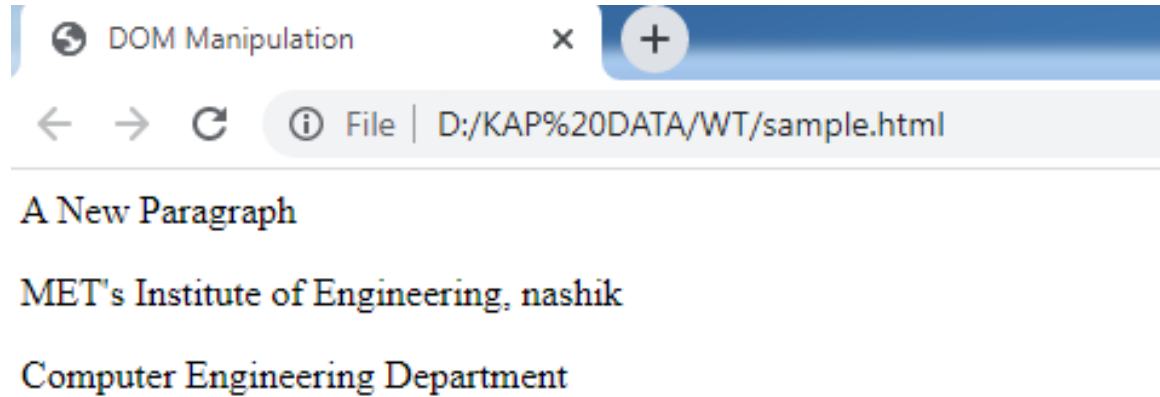 DOM Manipulation
File | D:/KAP%20DATA/WT/sample.html
A New Paragraph
MET's Institute of Engineering, nashik
Computer Engineering Department